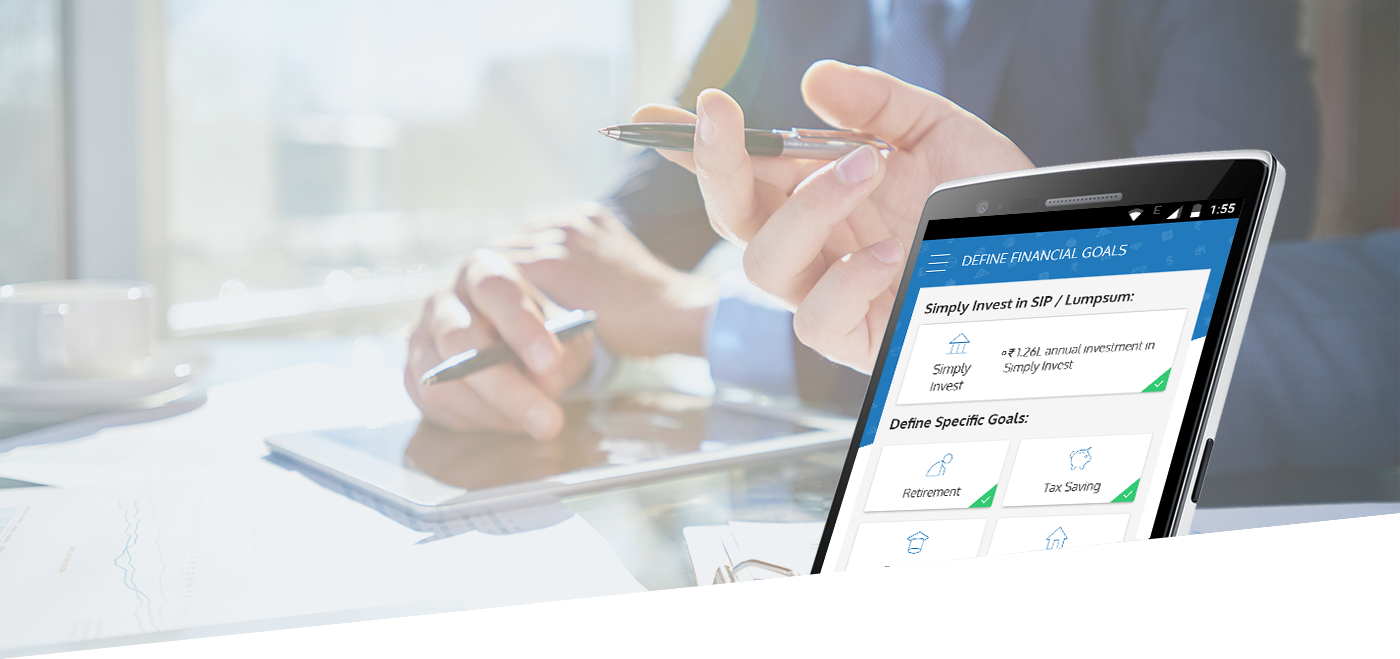 E 1:55
DEFINE FINANCIAL GOALS
Simply Invest in SIP / Lumpsum:
Simply
Invest
₹1.26L annual investment in
Simply Invest
Define Specific Goals:
Retirement
Tax Saving